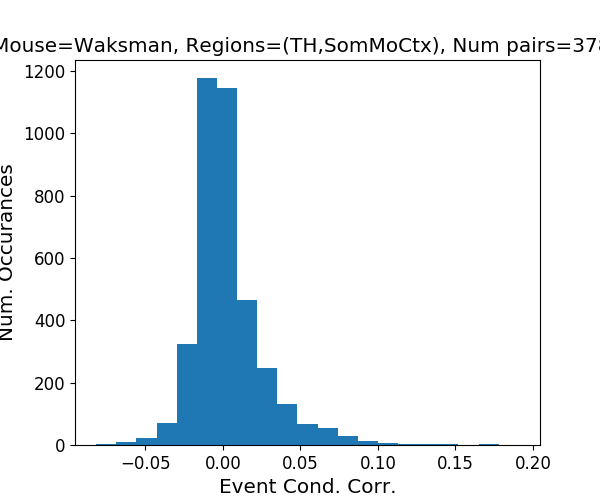 Mouse=Waksman, Regions=(TH,SomMoCtx), Num pairs=378
1200
1000
800
600
400
200
0
Num. Occurances
−0.05 0.00 0.05 0.10 0.15 0.20
Event Cond. Corr.